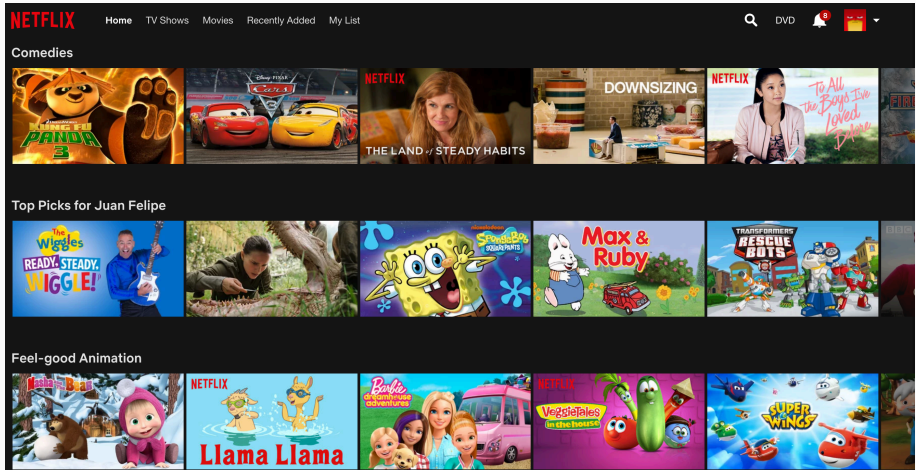 NETFLIX Home TV Shows Movies Recently Added My List DVD 8
Comedies
DREAMWORKS
KUNG FU
PANDA
3
Disney PIXAR
Cars
3
NETFLIX
THE LAND of STEADY HABITS
DOWNSIZING
NETFLIX
To All
the Boys I've
Loved
Before
Top Picks for Juan Felipe
The
Wiggles
READY, STEADY,
WIGGLE!
nickelodeon
SpongeBob
SQUAREPANTS
Max &
Ruby
TRANSFORMERS
RESCUE
BOTS
BBC
Feel-good Animation
Masha and the Bear
NETFLIX
Llama Llama
Barbie
dreamhouse
adventures
NETFLIX
VeggieTales
in the house
SUPER
WINGS